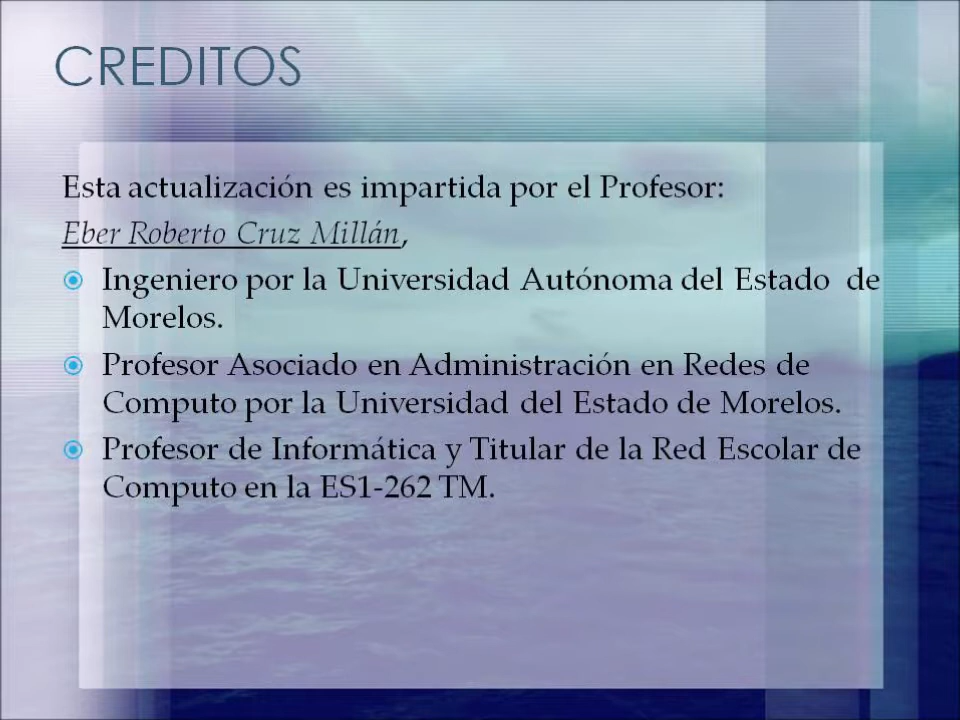 CREDITOS
Esta actualización es impartida por el Profesor:
Eber Roberto Cruz Millán,
Ingeniero por la Universidad Autónoma del Estado de
Morelos.
Profesor Asociado en Administración en Redes de
Computo por la Universidad del Estado de Morelos.
Profesor de Informática y Titular de la Red Escolar de
Computo en la ES1-262 TM.